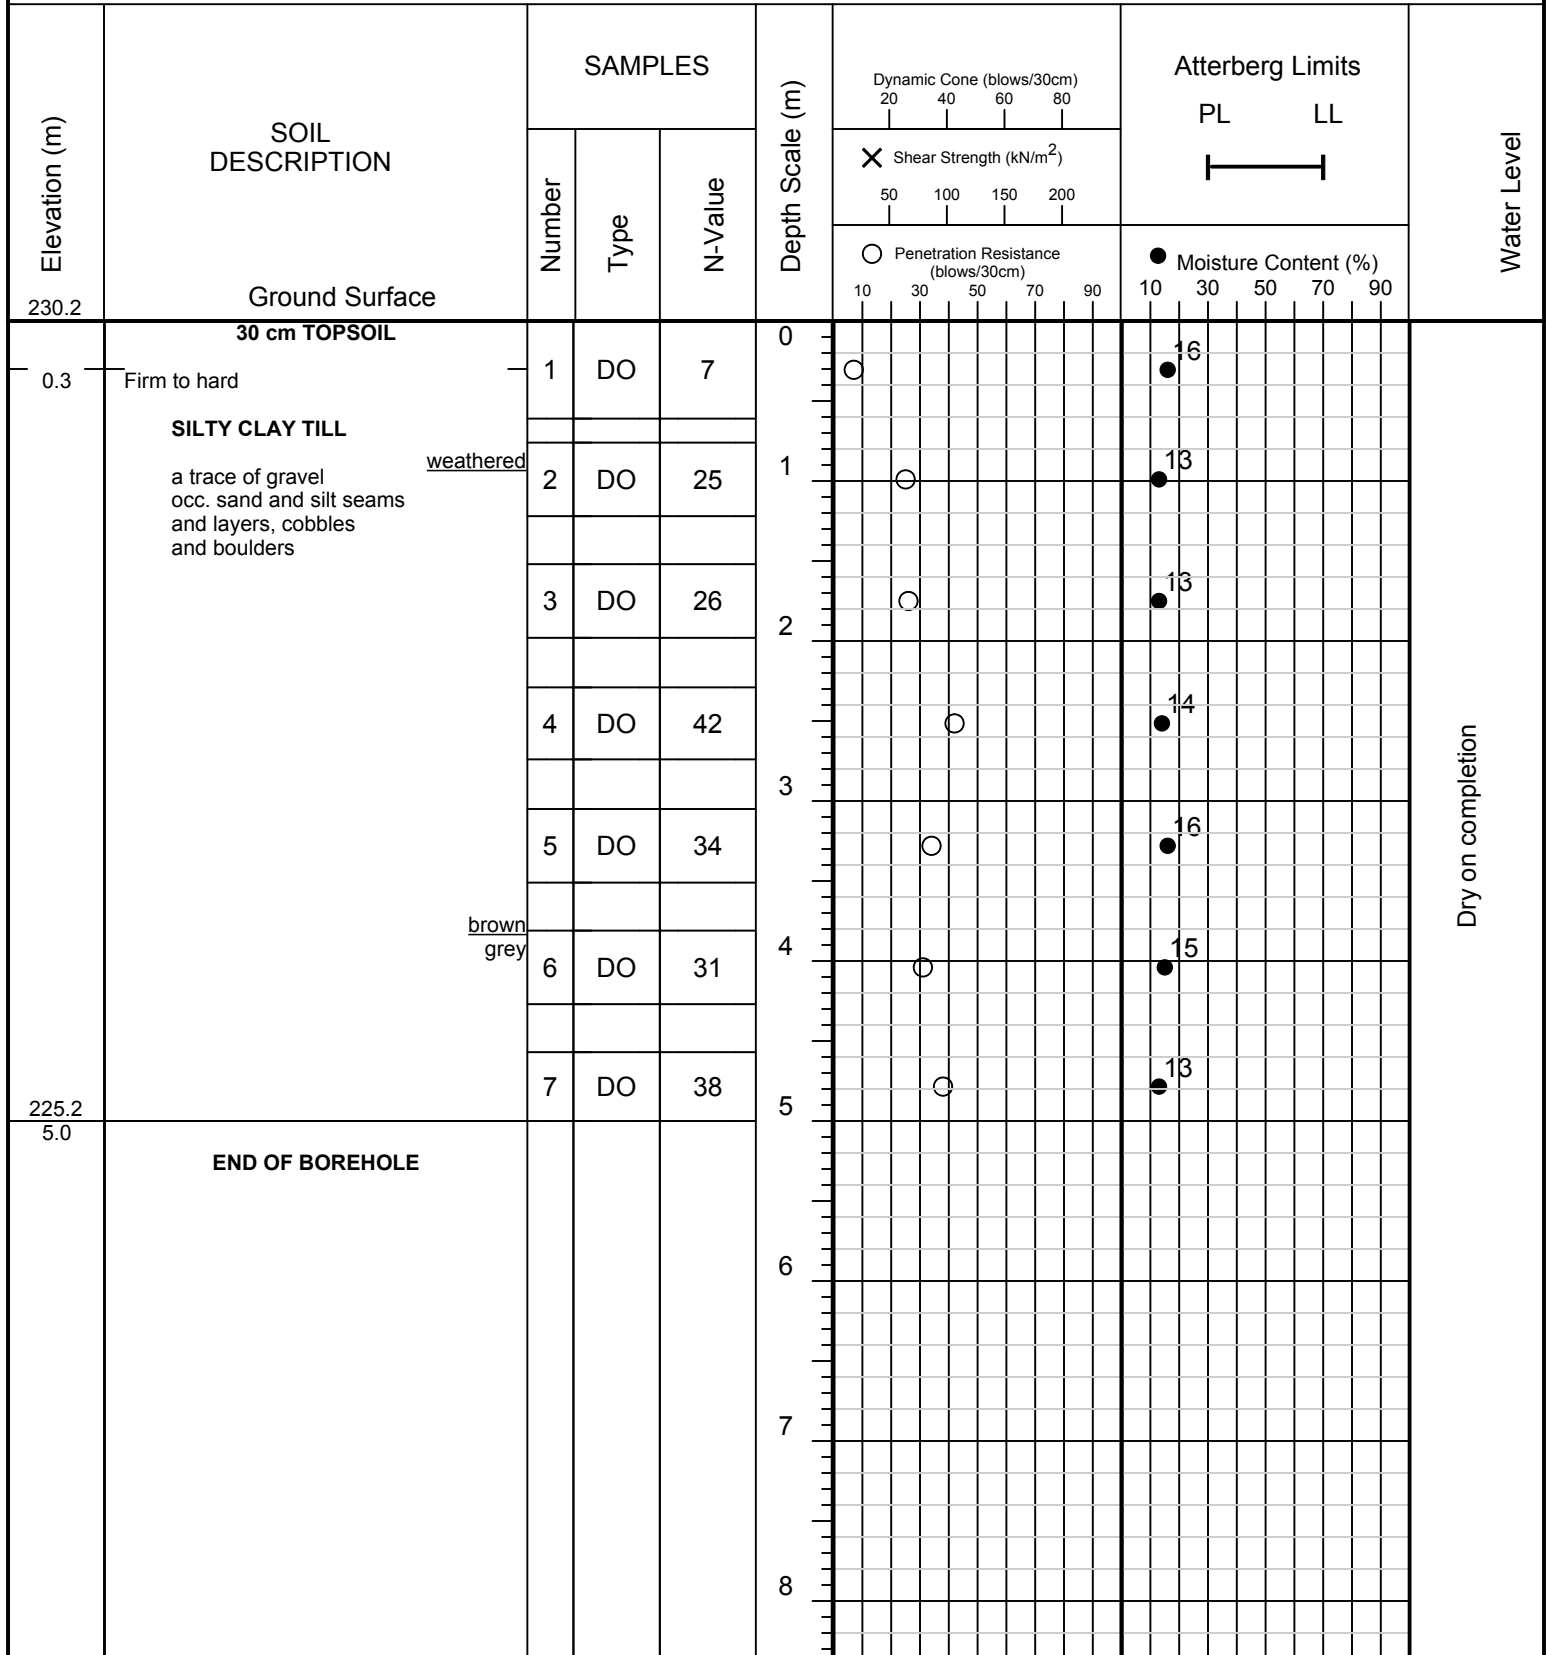 Elevation (m)
SOIL
DESCRIPTION
Ground Surface
SAMPLES
Number
Type
N-Value
Depth Scale (m)
Dynamic Cone (blows/30cm)
20 40 60 80
Shear Strength (kN/m2)
50 100 150 200
Penetration Resistance
(blows/30cm)
10 30 50 70 90
Atterberg Limits
PL LL
Moisture Content (%)
10 30 50 70 90
Water Level
230.2
30 cm TOPSOIL
0
16
0.3 Firm to hard
1 DO 7
SILTY CLAY TILL
weathered
1
13
a trace of gravel
occ. sand and silt seams
and layers, cobbles
and boulders
2 DO 25
13
3 DO 26
2
14
4 DO 42
3
16
5 DO 34
brown
grey
4
15
6 DO 31
13
7 DO 38
225.2
5
5.0
END OF BOREHOLE
6
7
8
Dry on completion